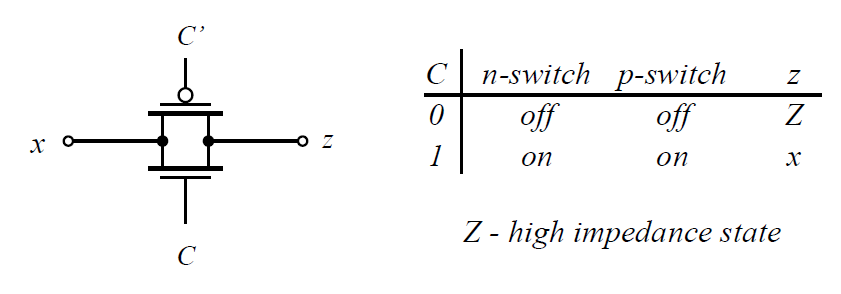 C’
x
z
C
C n-switch p-switch z
0 off off Z
1 on on x
Z - high impedance state